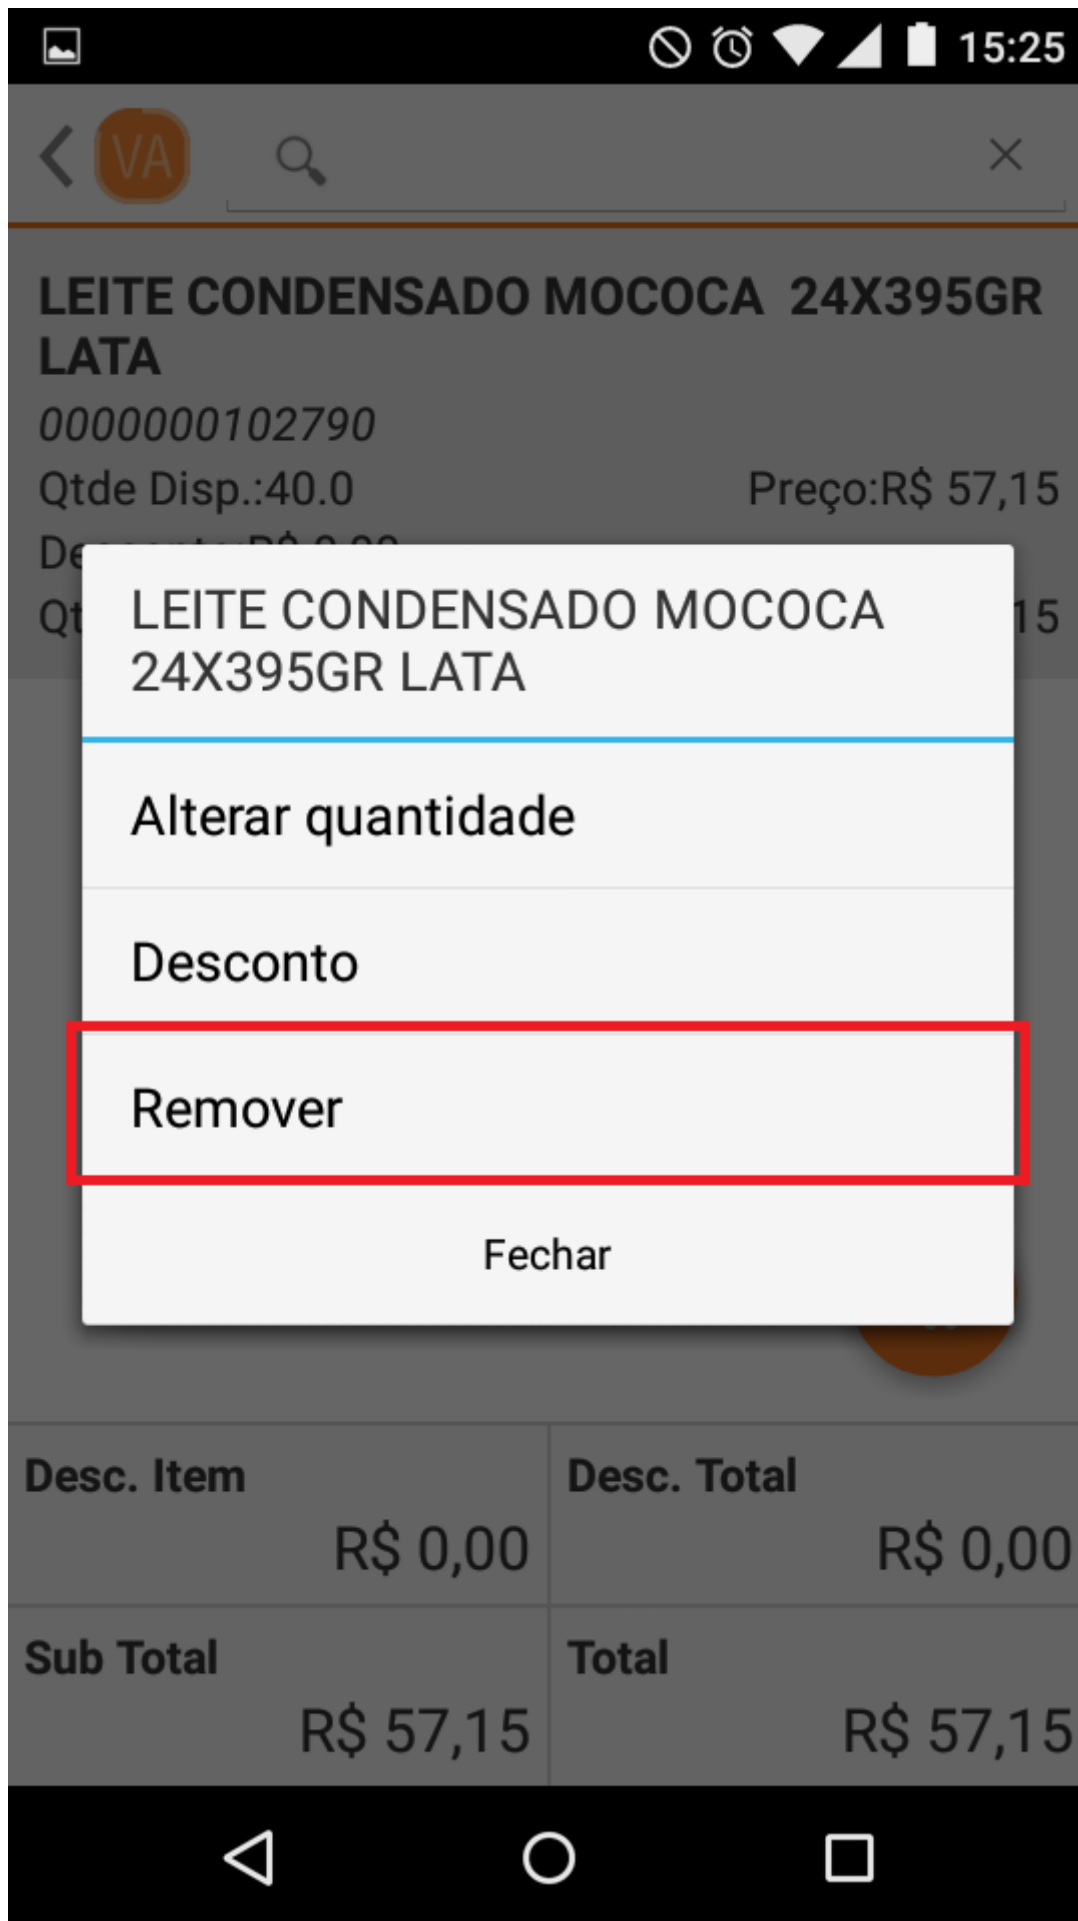 15:25
VA
LEITE CONDENSADO MOCOCA 24X395GR
LATA
0000000102790
Qtde Disp.:40.0 Preço:R$ 57,15
LEITE CONDENSADO MOCOCA
24X395GR LATA
15
Alterar quantidade
Desconto
Remover
Fechar
Desc. Item Desc. Total
R$ 0,00 R$ 0,00
Sub Total Total
R$ 57,15 R$ 57,15